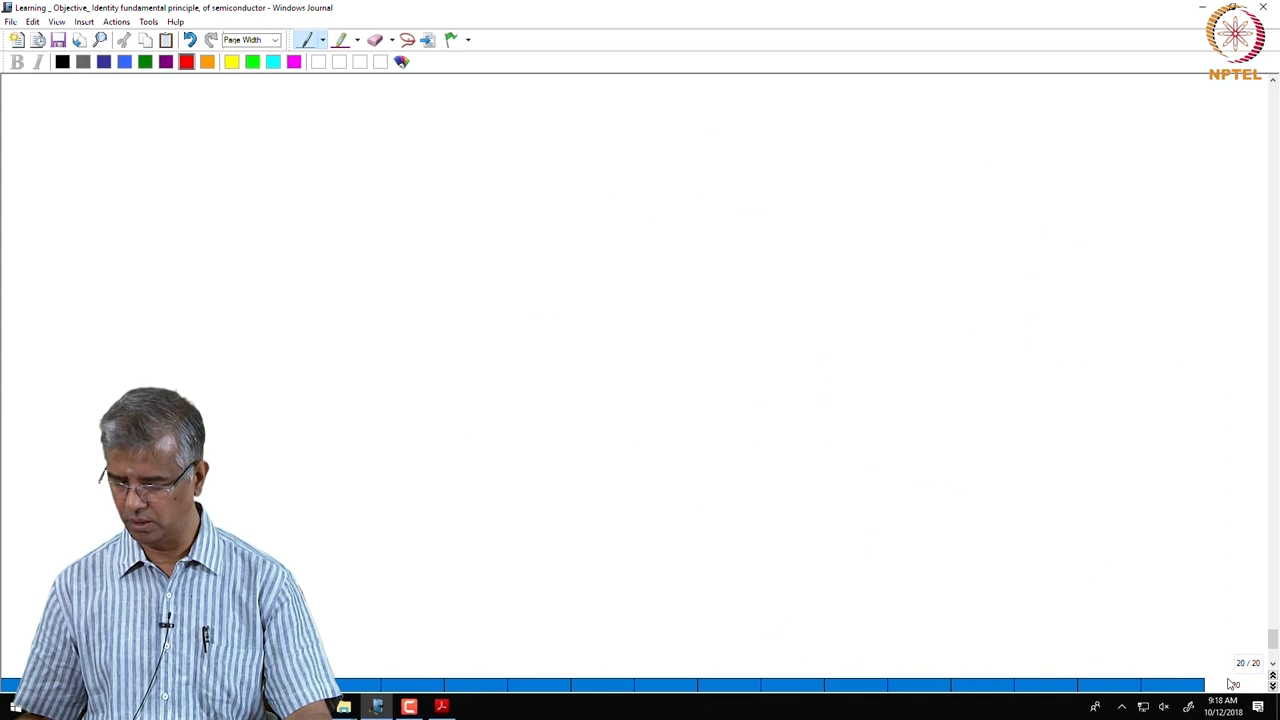 Learning _ Objective_ Identity fundamental principle, of semiconductor - Windows Journal
File Edit View Insert Actions Tools Help
Page Width
B I
NPTEL
20 / 20
9:18 AM
10/12/2018